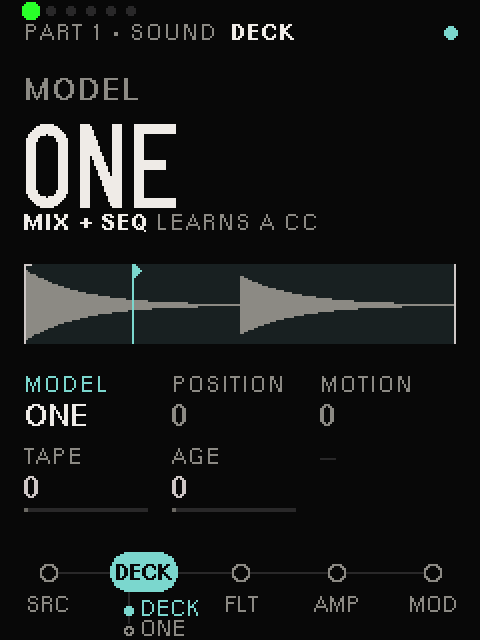 PART 1 · SOUND DECK
MODEL
ONE
MIX + SEQ LEARNS A CC
MODEL POSITION MOTION
ONE 0 0
TAPE AGE —
0 0
DECK
SRC FLT AMP MOD
DECK
ONE